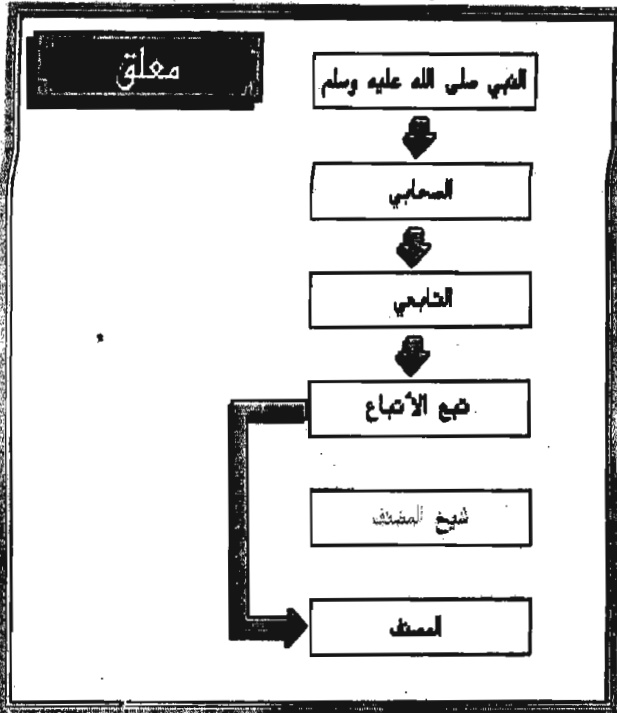 معلق
النبي صلى الله عليه وسلم
الصحابي
التابعي
تبع الأتباع
شيخ المصنف
المصنف